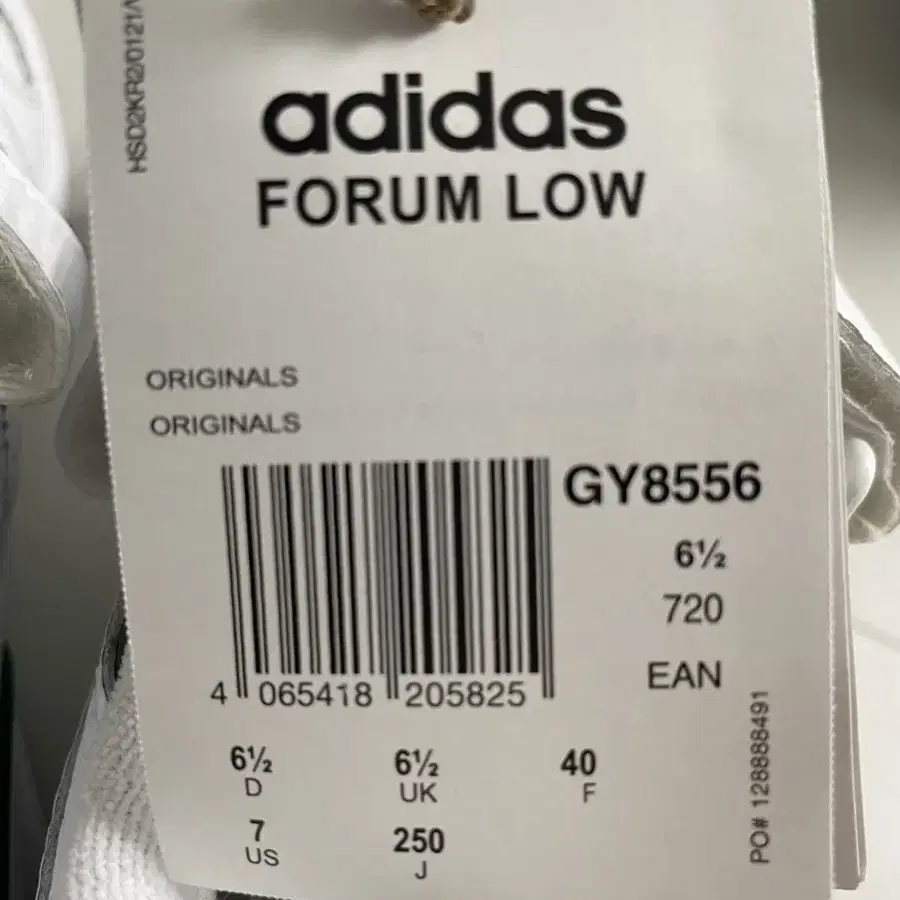 HSD2KR2/0121/
adidas
FORUM LOW
ORIGINALS
ORIGINALS
GY8556
6½
720
EAN
4 065418 205825
6½ 6½ 40
D UK F
7 250
US J
PO# 128888491